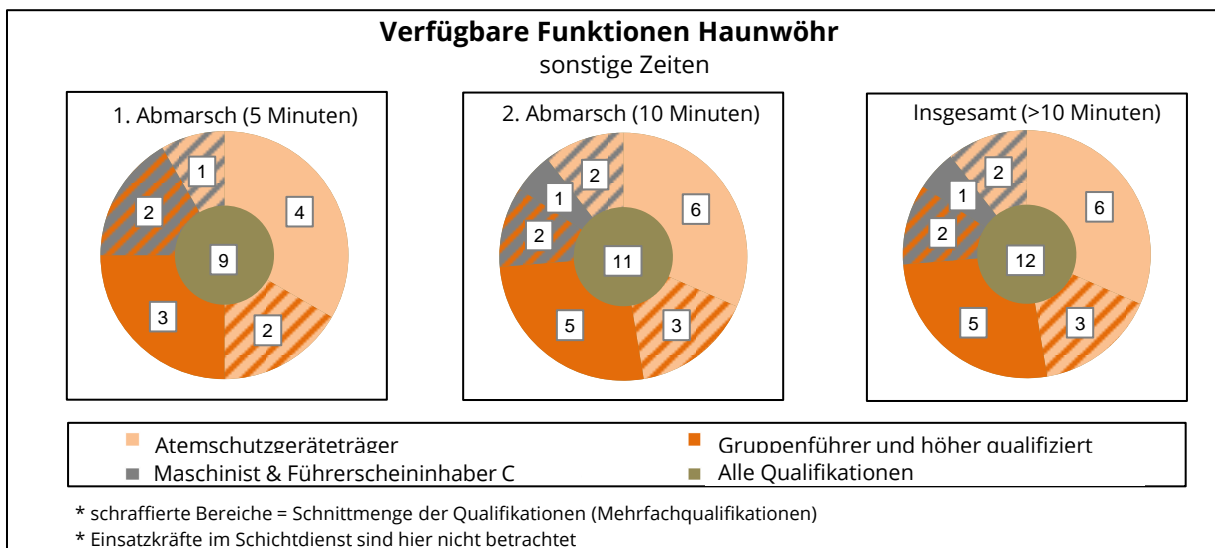 Verfügbare Funktionen Haunwöhr
sonstige Zeiten
1. Abmarsch (5 Minuten)
1
4
2
9
3
2
2. Abmarsch (10 Minuten)
2
1
6
2
11
5
3
Insgesamt (>10 Minuten)
2
1
6
2
12
5
3
Atemschutzgeräteträger
Gruppenführer und höher qualifiziert
Maschinist & Führerscheininhaber C
Alle Qualifikationen
* schraffierte Bereiche = Schnittmenge der Qualifikationen (Mehrfachqualifikationen)
* Einsatzkräfte im Schichtdienst sind hier nicht betrachtet